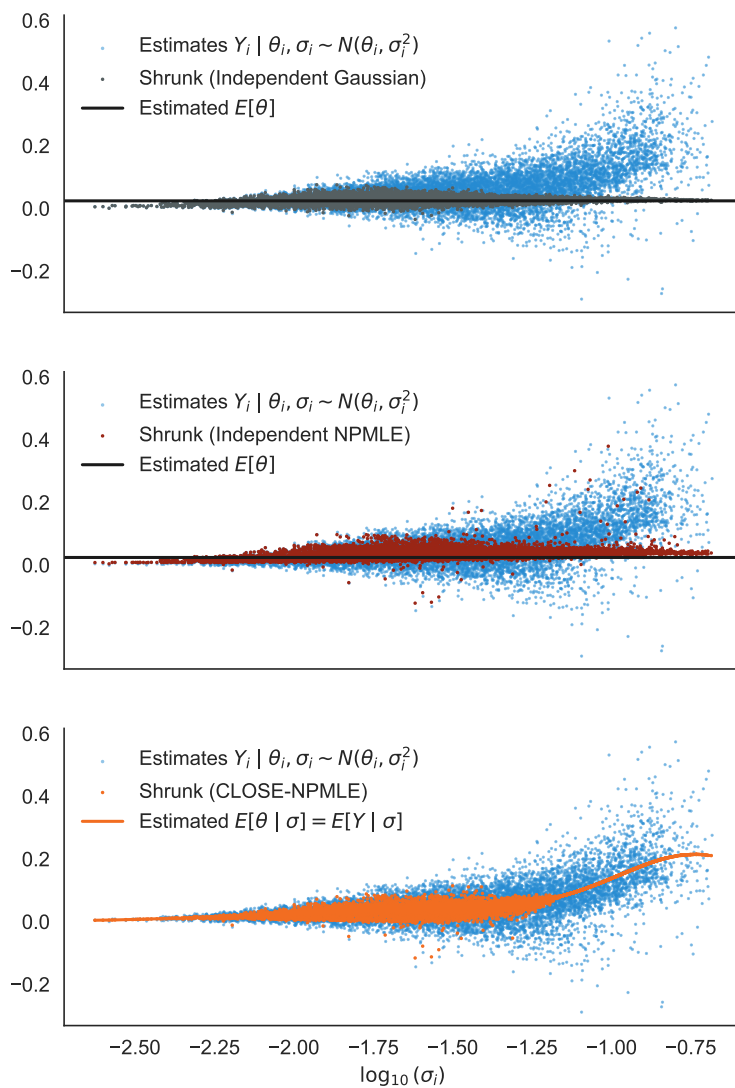 0.6
Estimates Y_i | θ_i, σ_i ~ N(θ_i, σ_i^2)
Shrunk (Independent Gaussian)
Estimated E[θ]
0.4
0.2
0.0
−0.2
0.6
Estimates Y_i | θ_i, σ_i ~ N(θ_i, σ_i^2)
Shrunk (Independent NPMLE)
Estimated E[θ]
0.4
0.2
0.0
−0.2
0.6
Estimates Y_i | θ_i, σ_i ~ N(θ_i, σ_i^2)
Shrunk (CLOSE-NPMLE)
Estimated E[θ | σ] = E[Y | σ]
0.4
0.2
0.0
−0.2
−2.50 −2.25 −2.00 −1.75 −1.50 −1.25 −1.00 −0.75
log₁₀ (σ_i)